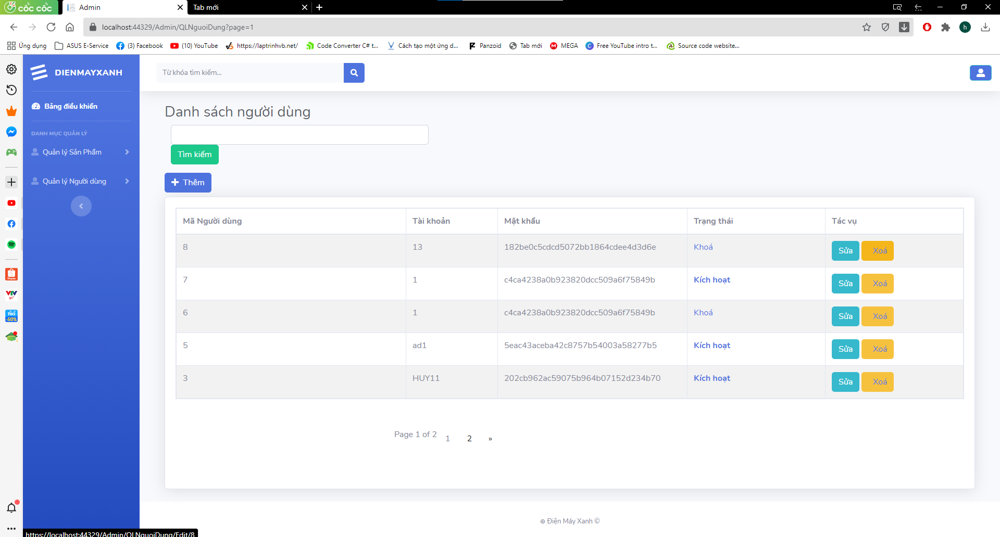 cốc cốc
Admin
Tab mới
localhost:44329/Admin/QLNguoiDung?page=1
h
Ứng dụng
ASUS E-Service
(3) Facebook
(10) YouTube
https://laptrinhvb.net/
Code Converter C# t...
Cách tạo một ứng d...
Panzoid
Tab mới
MEGA
Free YouTube intro t...
Source code website...
DIENMAYXANH
Từ khóa tìm kiếm...
Bảng điều khiển
DANH MỤC QUẢN LÝ
Quản lý Sản Phẩm
Quản lý Người dùng
Danh sách người dùng
Tìm kiếm
Thêm
Mã Người dùng Tài khoản Mật khẩu Trạng thái Tác vụ
8 13 182be0c5cdcd5072bb1864cdee4d3d6e Khoá Sửa Xoá
7 1 c4ca4238a0b923820dcc509a6f75849b Kích hoạt Sửa Xoá
6 1 c4ca4238a0b923820dcc509a6f75849b Khoá Sửa Xoá
5 ad1 5eac43aceba42c8757b54003a58277b5 Kích hoạt Sửa Xoá
3 HUY11 202cb962ac59075b964b07152d234b70 Kích hoạt Sửa Xoá
Page 1 of 2 1 2 »
⊕ Điện Máy Xanh ©
Shopee
VTV
go
TIKI
-50%
https://localhost:44329/Admin/QLNguoiDung/Edit/8